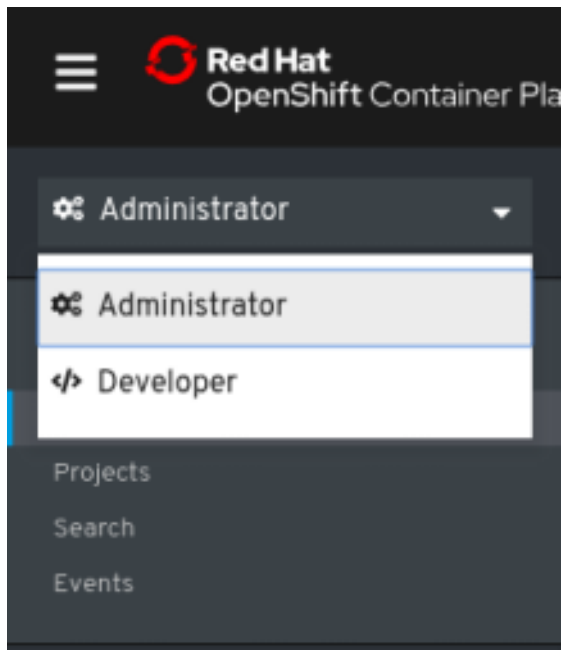 Red Hat
OpenShift Container Pla
Administrator
Administrator
Developer
Projects
Search
Events